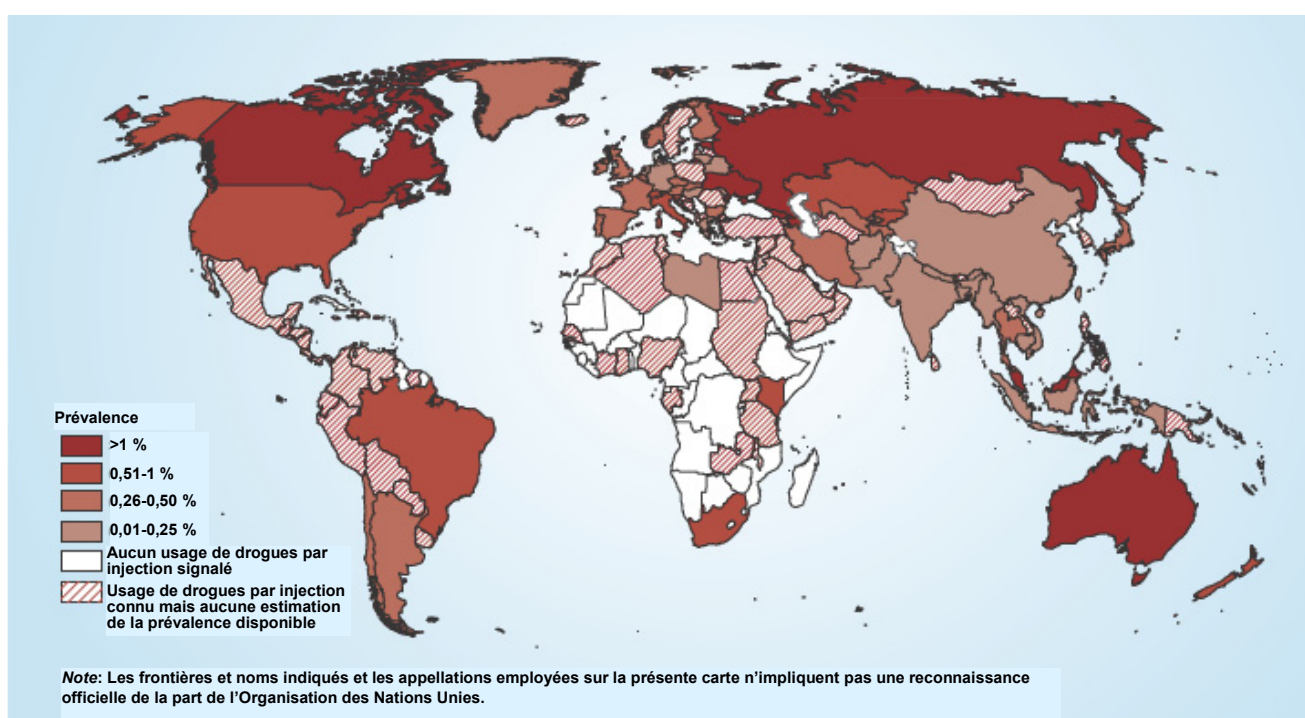 Prévalence
>1 %
0,51-1 %
0,26-0,50 %
0,01-0,25 %
Aucun usage de drogues par
injection signalé
Usage de drogues par injection
connu mais aucune estimation
de la prévalence disponible
Note: Les frontières et noms indiqués et les appellations employées sur la présente carte n’impliquent pas une reconnaissance
officielle de la part de l’Organisation des Nations Unies.